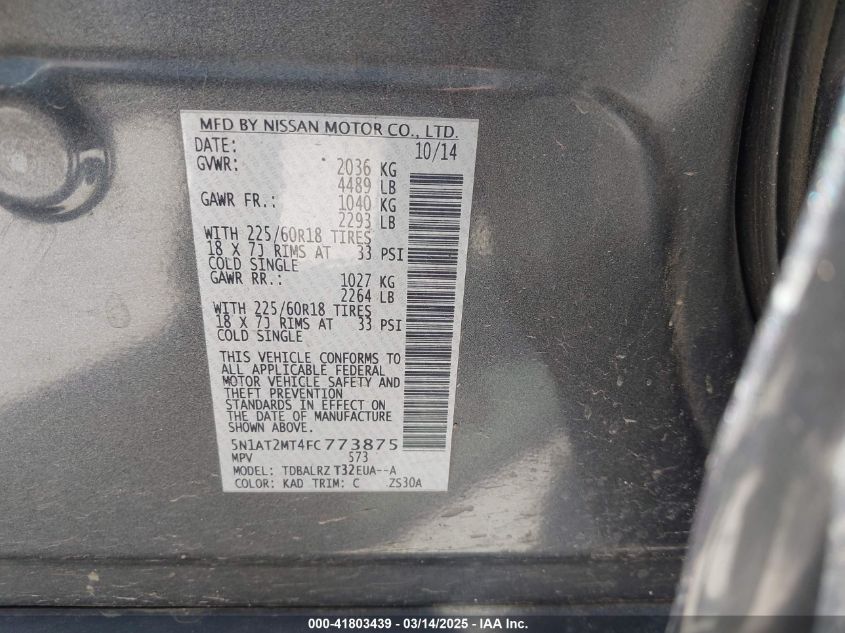 MFD BY NISSAN MOTOR CO., LTD.
DATE: 10/14
GVWR: 2036 KG
4489 LB
GAWR FR.: 1040 KG
2293 LB
WITH 225/60R18 TIRES
18 X 7J RIMS AT 33 PSI
COLD SINGLE
GAWR RR.: 1027 KG
2264 LB
WITH 225/60R18 TIRES
18 X 7J RIMS AT 33 PSI
COLD SINGLE
THIS VEHICLE CONFORMS TO
ALL APPLICABLE FEDERAL
MOTOR VEHICLE SAFETY AND
THEFT PREVENTION
STANDARDS IN EFFECT ON
THE DATE OF MANUFACTURE
SHOWN ABOVE.
5N1AT2MT4FC773875
MPV 573
MODEL: TDBALRZ T32EUA--A
COLOR: KAD TRIM: C ZS30A
000-41803439 - 03/14/2025 - IAA Inc.